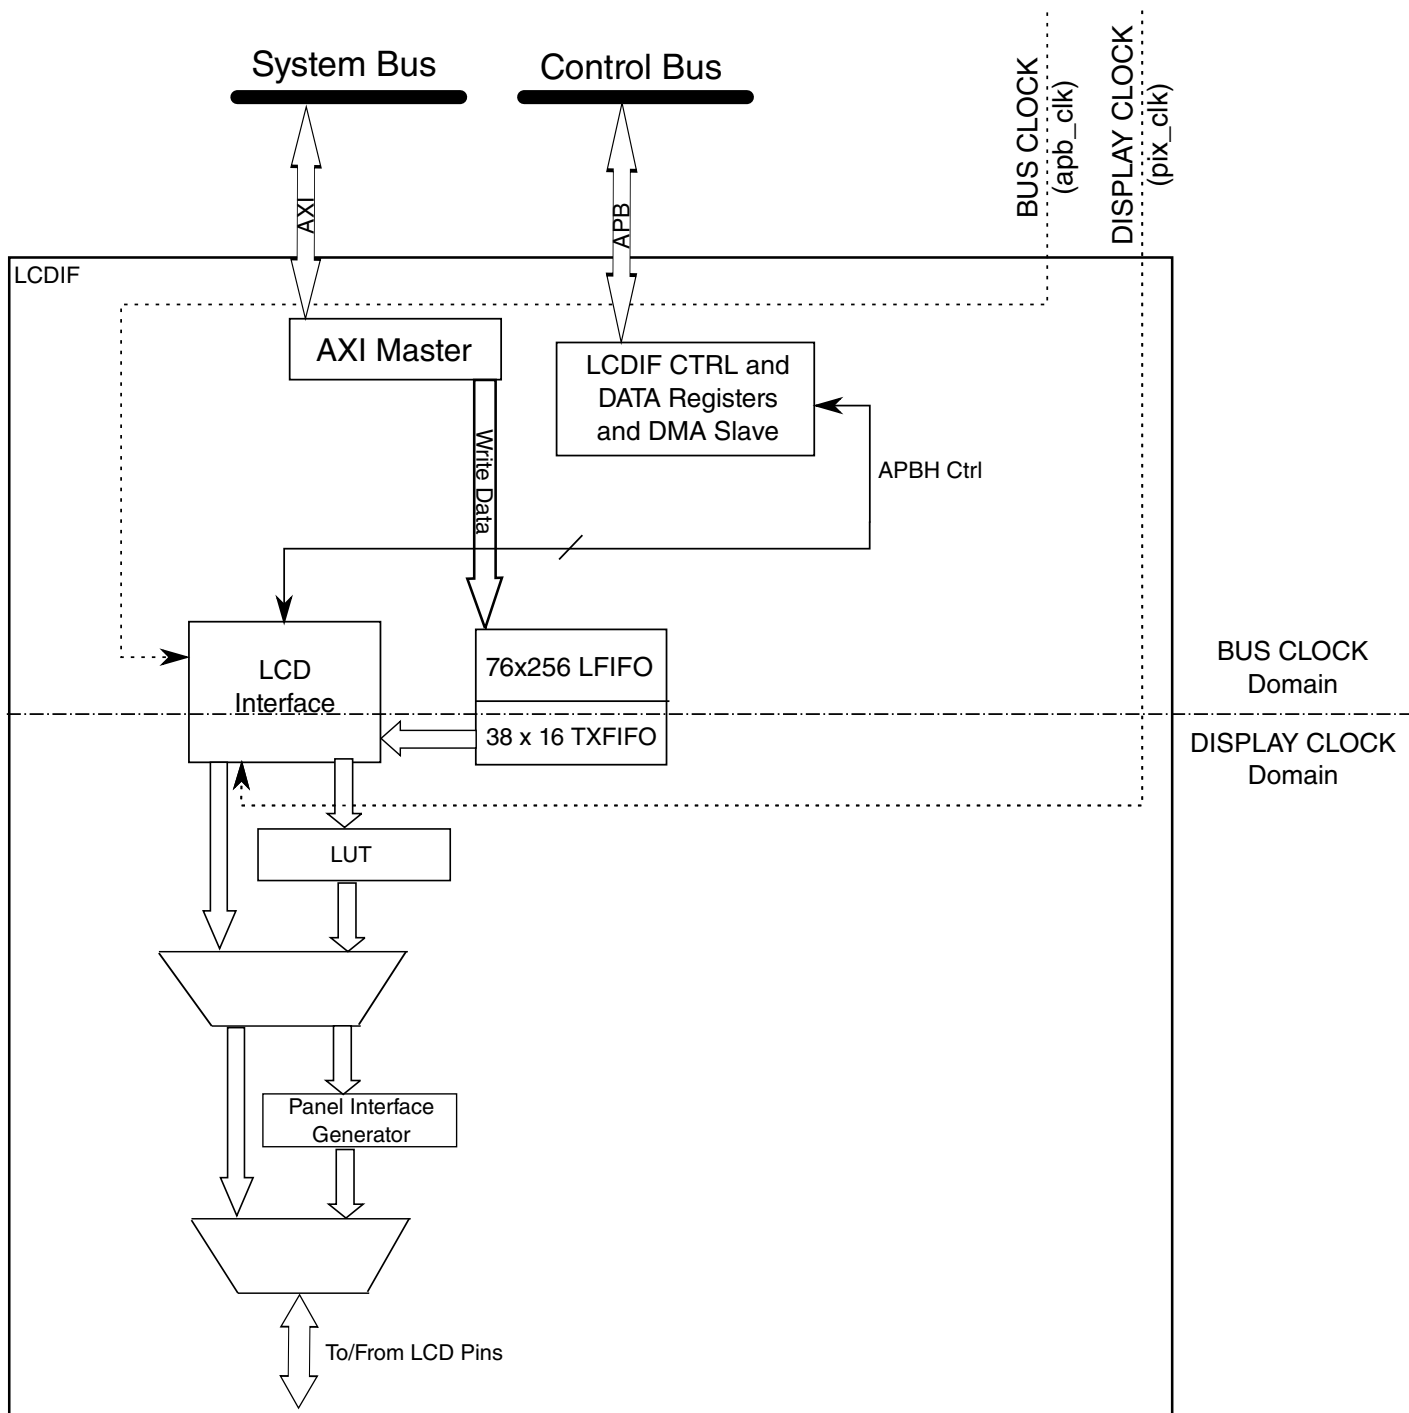 System Bus
Control Bus
BUS CLOCK
(apb_clk)
DISPLAY CLOCK
(pix_clk)
AXI
APB
LCDIF
AXI Master
LCDIF CTRL and
DATA Registers
and DMA Slave
Write Data
APBH Ctrl
LCD
Interface
76x256 LFIFO
38 x 16 TXFIFO
BUS CLOCK
Domain
DISPLAY CLOCK
Domain
LUT
Panel Interface
Generator
To/From LCD Pins